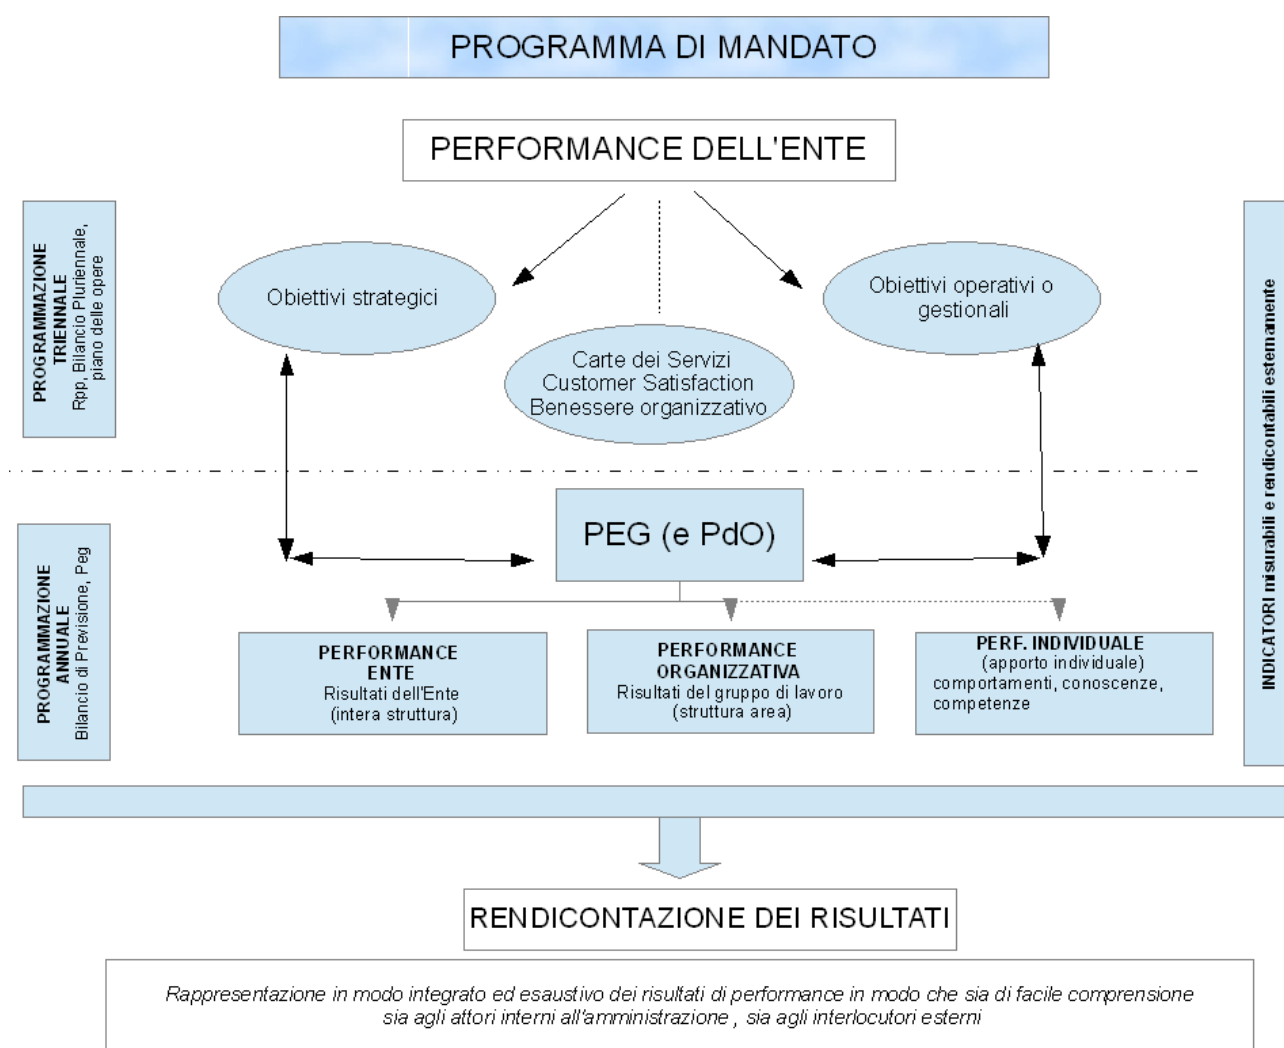 PROGRAMMA DI MANDATO
PERFORMANCE DELL'ENTE
PROGRAMMAZIONE
TRIENNALE
Rpp, Bilancio Pluriennale,
piano delle opere
Obiettivi strategici
Carte dei Servizi
Customer Satisfaction
Benessere organizzativo
Obiettivi operativi o
gestionali
INDICATORI misurabili e rendicontabili esternamente
PROGRAMMAZIONE
ANNUALE
Bilancio di Previsione, Peg
PEG (e PdO)
PERFORMANCE
ENTE
Risultati dell'Ente
(intera struttura)
PERFORMANCE
ORGANIZZATIVA
Risultati del gruppo di lavoro
(struttura area)
PERF. INDIVIDUALE
(apporto individuale)
comportamenti, conoscenze,
competenze
RENDICONTAZIONE DEI RISULTATI
Rappresentazione in modo integrato ed esaustivo dei risultati di performance in modo che sia di facile comprensione
sia agli attori interni all'amministrazione , sia agli interlocutori esterni